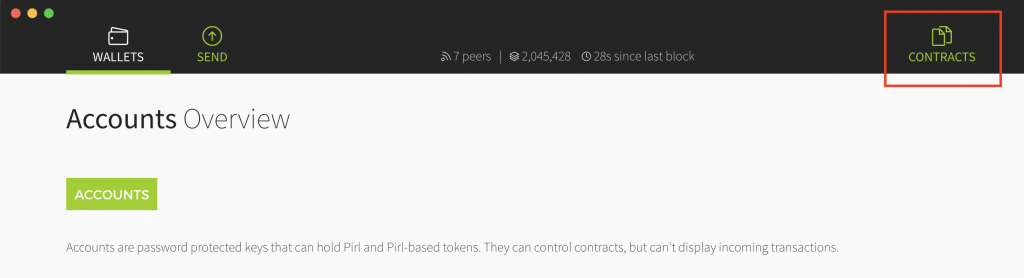 WALLETS
SEND
7 peers | 2,045,428 28s since last block
CONTRACTS
Accounts Overview
ACCOUNTS
Accounts are password protected keys that can hold Pirl and Pirl-based tokens. They can control contracts, but can't display incoming transactions.